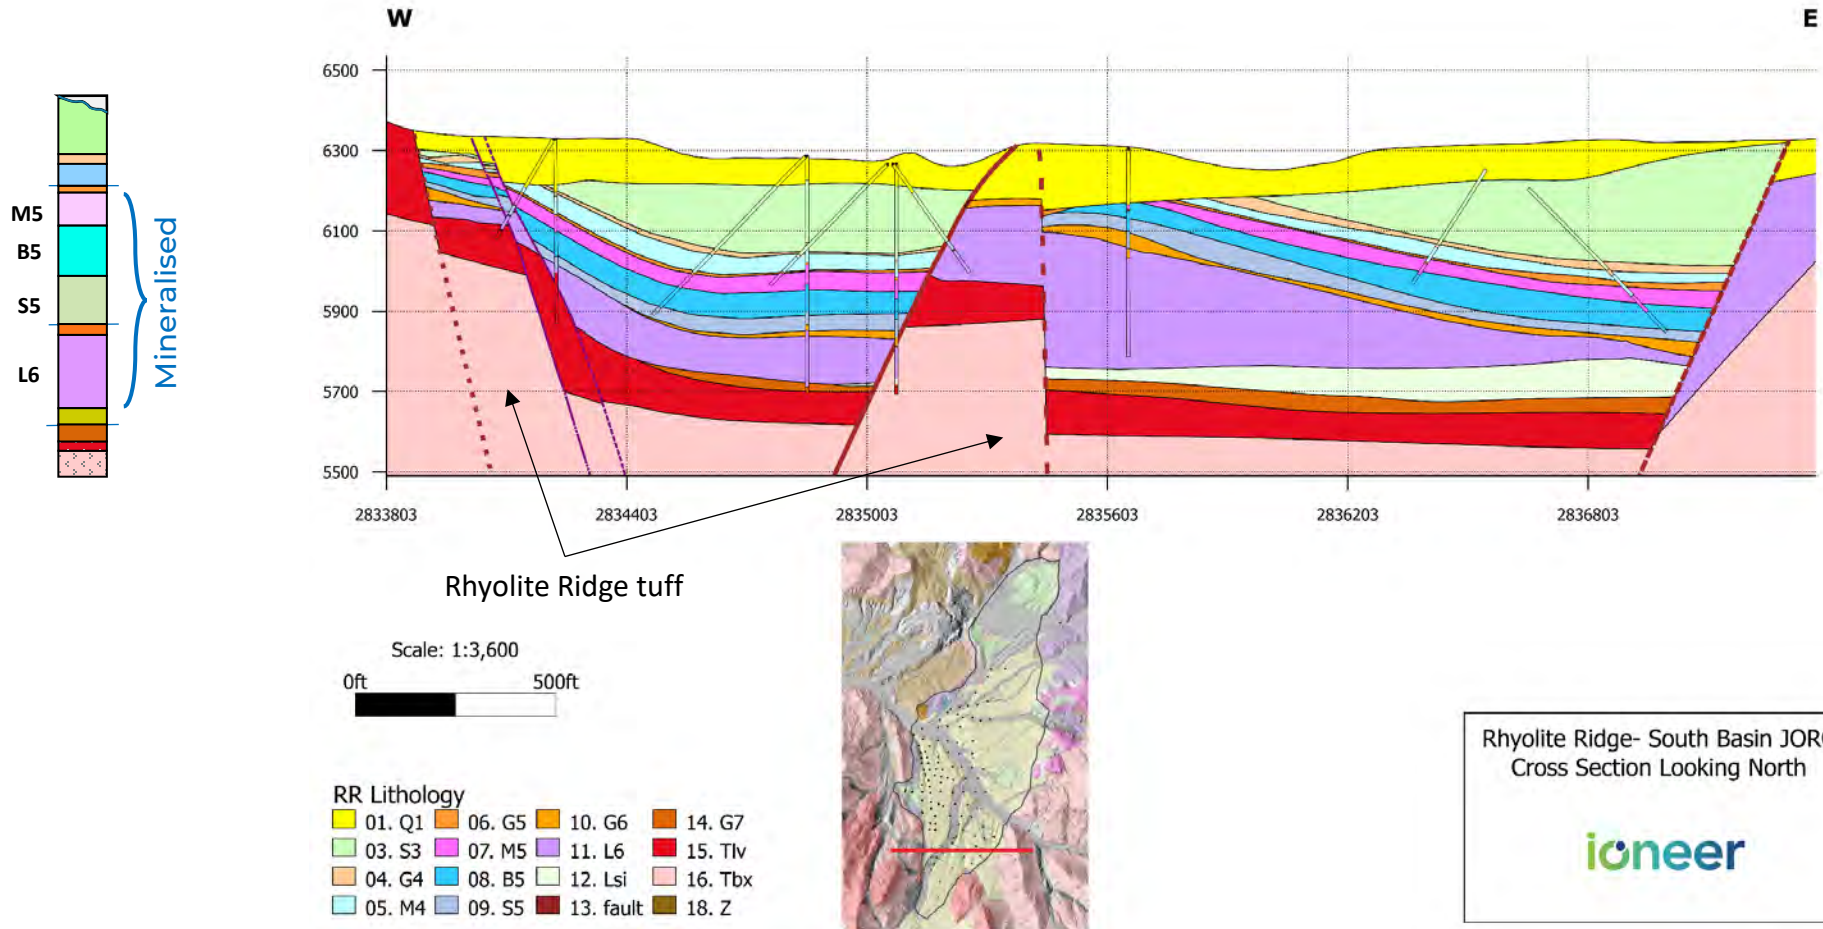 W
E
6500
6300
6100
5900
5700
5500
2833803
2834403
2835003
2835603
2836203
2836803
M5
B5
S5
L6
Mineralised
Rhyolite Ridge tuff
Scale: 1:3,600
0ft
500ft
RR Lithology
01. Q1
06. G5
10. G6
14. G7
03. S3
07. M5
11. L6
15. Tlv
04. G4
08. B5
12. Lsi
16. Tbx
05. M4
09. S5
13. fault
18. Z
Rhyolite Ridge- South Basin JOR
Cross Section Looking North
ioneer